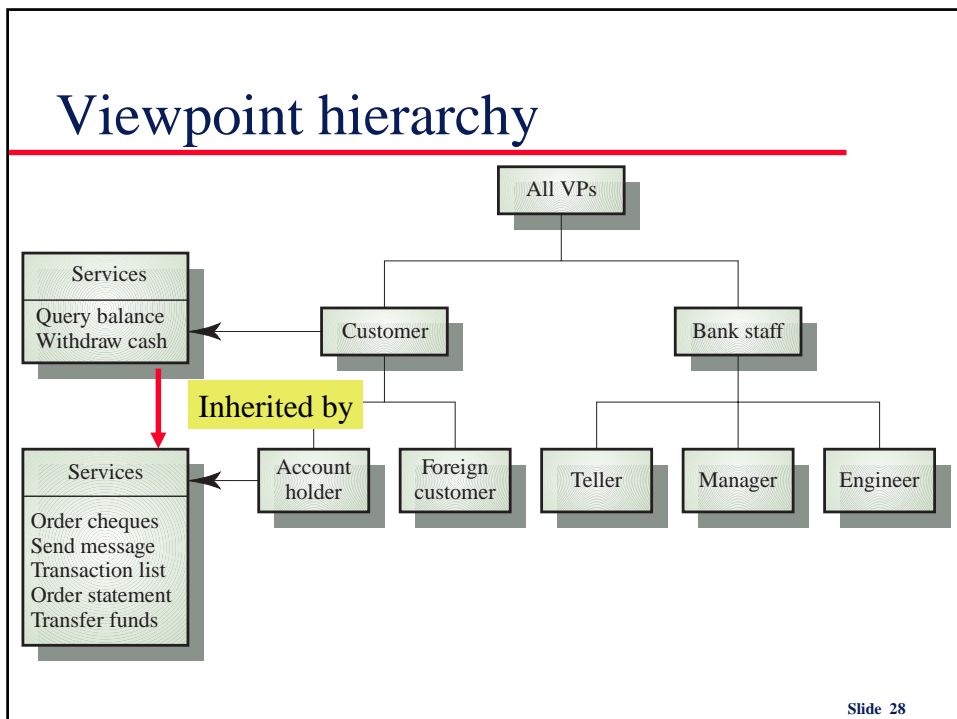 Viewpoint hierarchy
All VPs
Services
Query balance
Withdraw cash
Customer
Bank staff
Inherited by
Services
Order cheques
Send message
Transaction list
Order statement
Transfer funds
Account
holder
Foreign
customer
Teller
Manager
Engineer
Slide 28